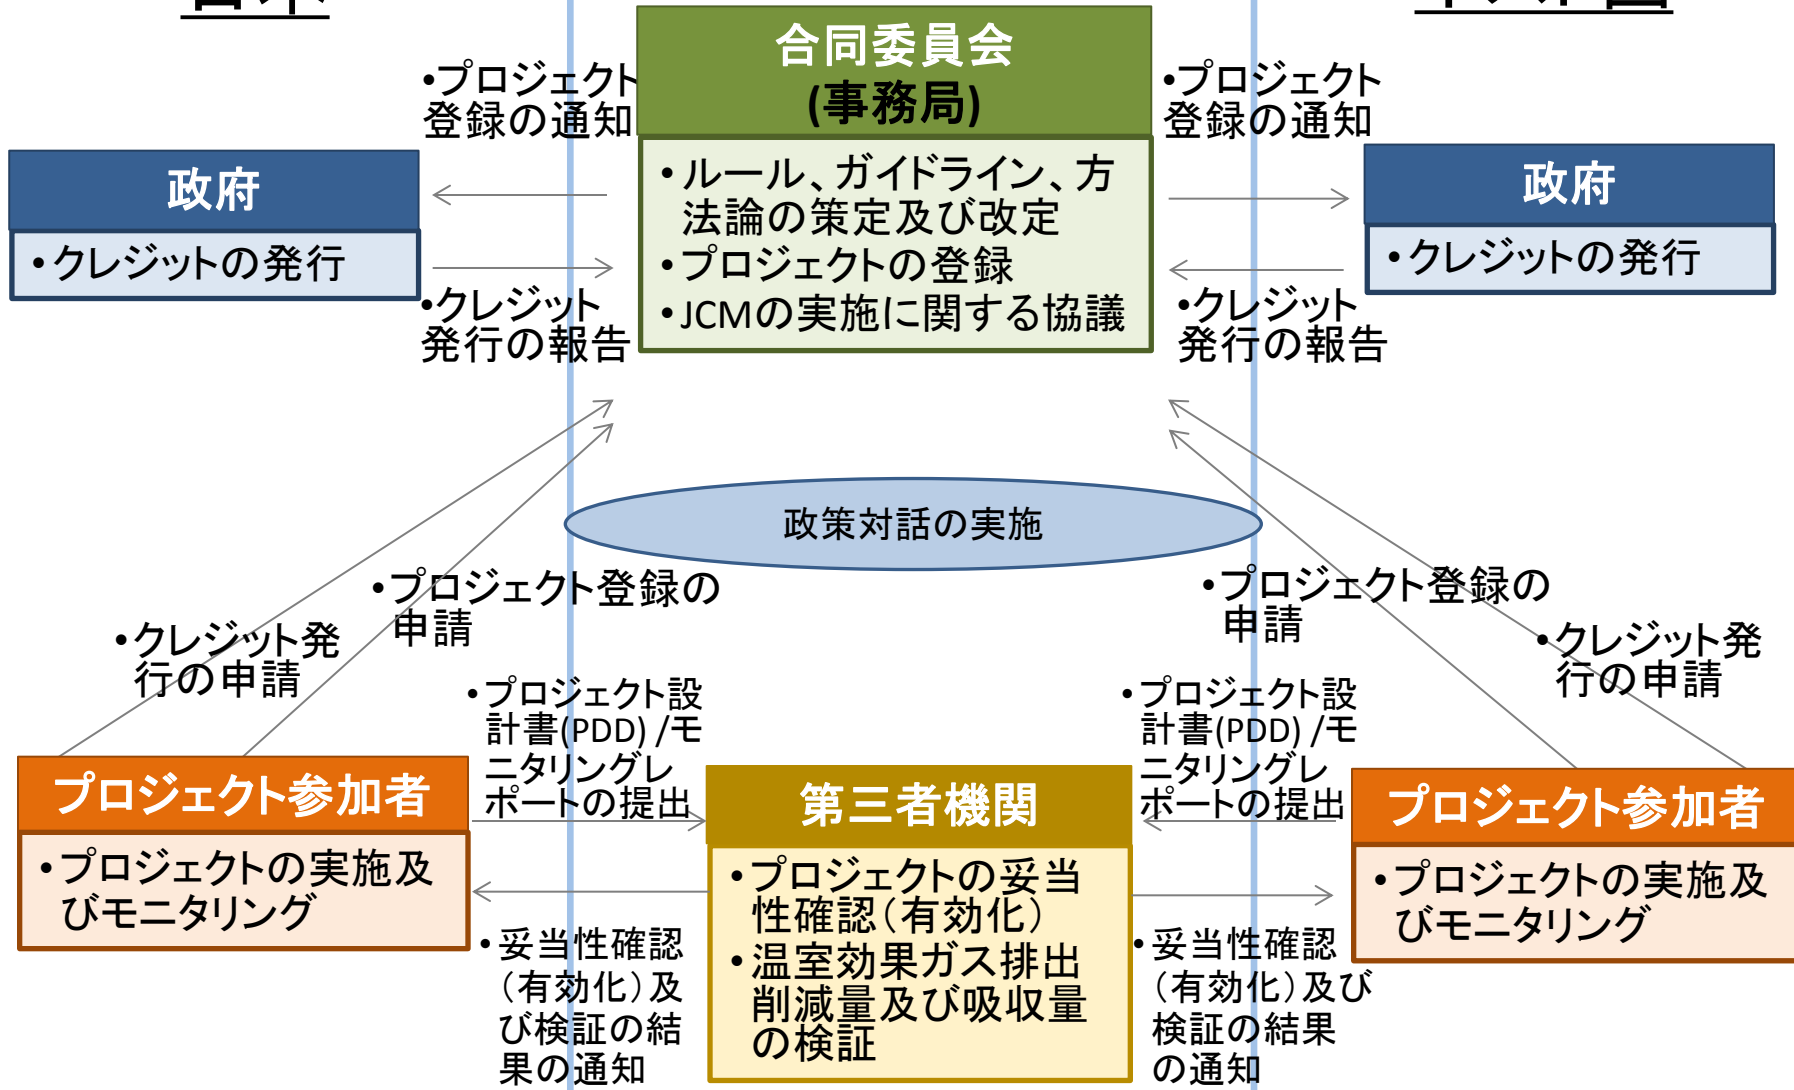 日本
合同委員会
(事務局)
•プロジェクト
登録の通知
•プロジェクト
登録の通知
政府
•クレジットの発行
•ルール、ガイドライン、方
法論の策定及び改定
•プロジェクトの登録
•JCMの実施に関する協議
政府
•クレジットの発行
•クレジット
発行の報告
•クレジット
発行の報告
政策対話の実施
•プロジェクト登録の
申請
•クレジット発
行の申請
•プロジェクト登録の
申請
•クレジット発
行の申請
•プロジェクト設
計書(PDD) /モ
ニタリングレ
ポートの提出
•プロジェクト設
計書(PDD) /モ
ニタリングレ
ポートの提出
プロジェクト参加者
•プロジェクトの実施及
びモニタリング
第三者機関
•プロジェクトの妥当
性確認(有効化)
•温室効果ガス排出
削減量及び吸収量
の検証
プロジェクト参加者
•プロジェクトの実施及
びモニタリング
•妥当性確認
(有効化)及
び検証の結
果の通知
•妥当性確認
(有効化)及び
検証の結果
の通知